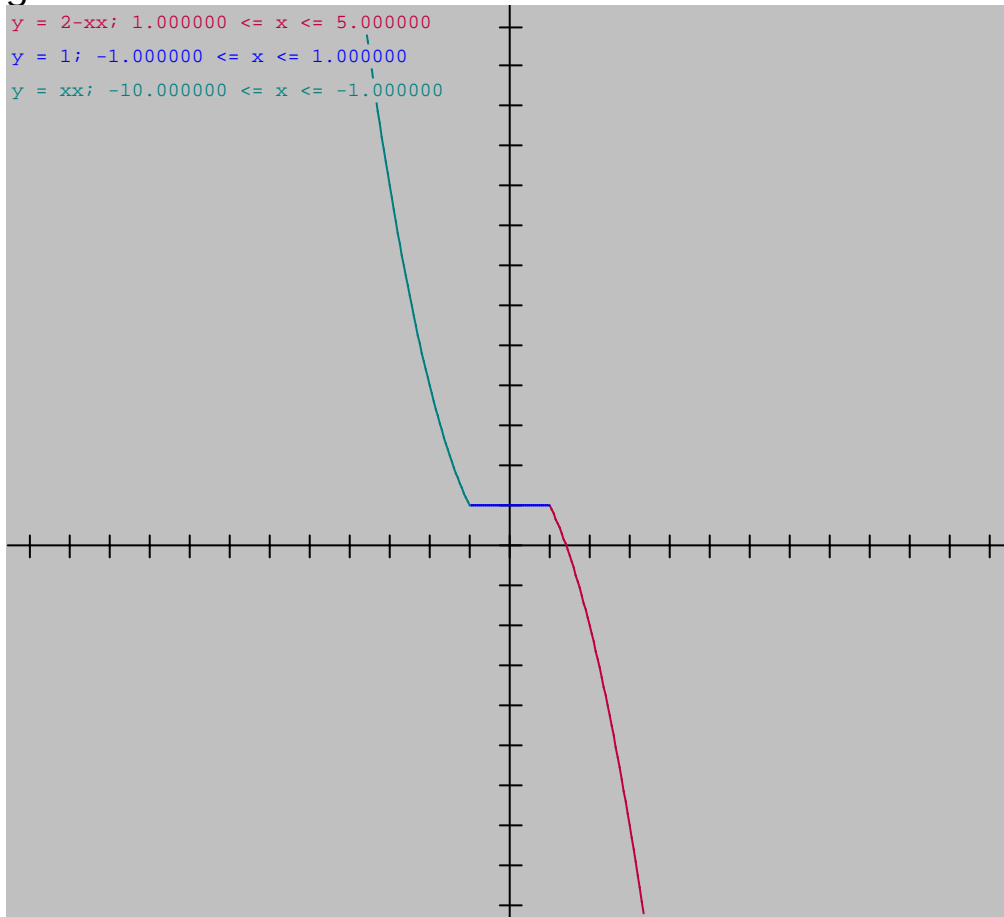 y = 2-xx; 1.000000 <= x <= 5.000000
y = 1; -1.000000 <= x <= 1.000000
y = xx; -10.000000 <= x <= -1.000000